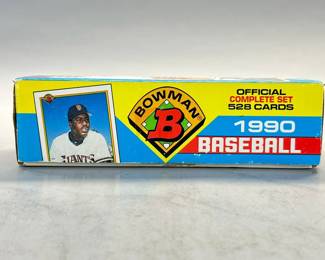 BOWMAN
B
OFFICIAL
COMPLETE SET
528 CARDS
1990
BASEBALL
GIANTS